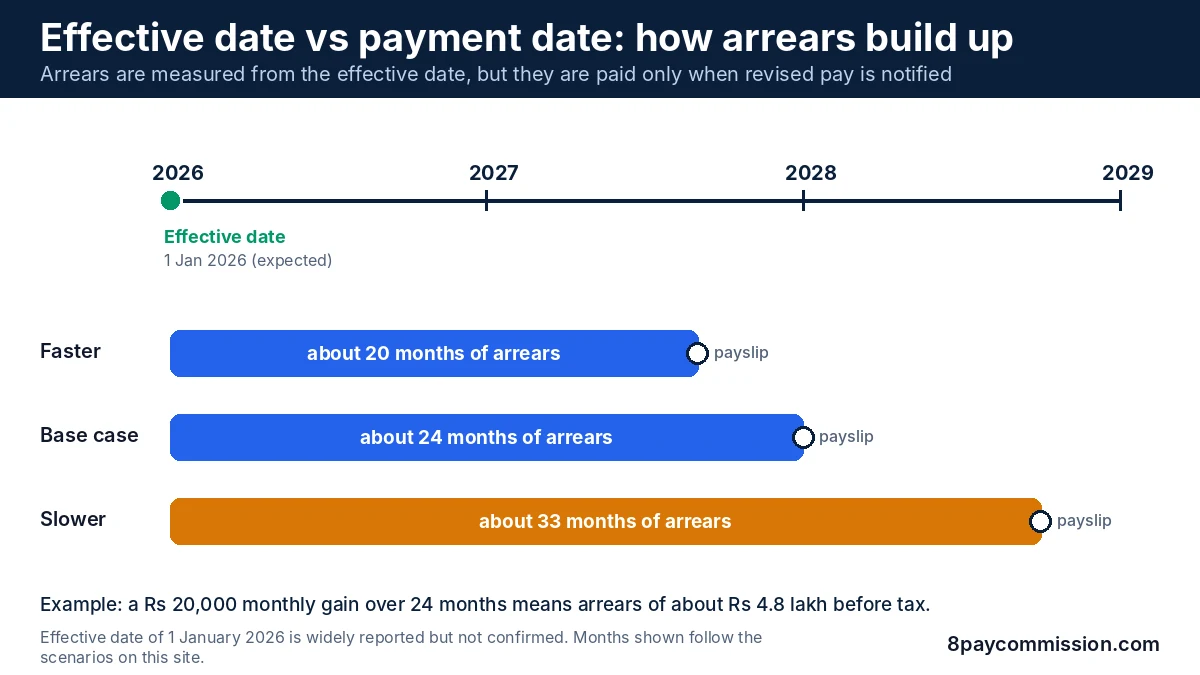 Effective date vs payment date: how arrears build up
Arrears are measured from the effective date, but they are paid only when revised pay is notified
2026 2027 2028 2029
Effective date
1 Jan 2026 (expected)
Faster about 20 months of arrears payslip
Base case about 24 months of arrears payslip
Slower about 33 months of arrears payslip
Example: a Rs 20,000 monthly gain over 24 months means arrears of about Rs 4.8 lakh before tax.
Effective date of 1 January 2026 is widely reported but not confirmed. Months shown follow the
scenarios on this site.
8paycommission.com